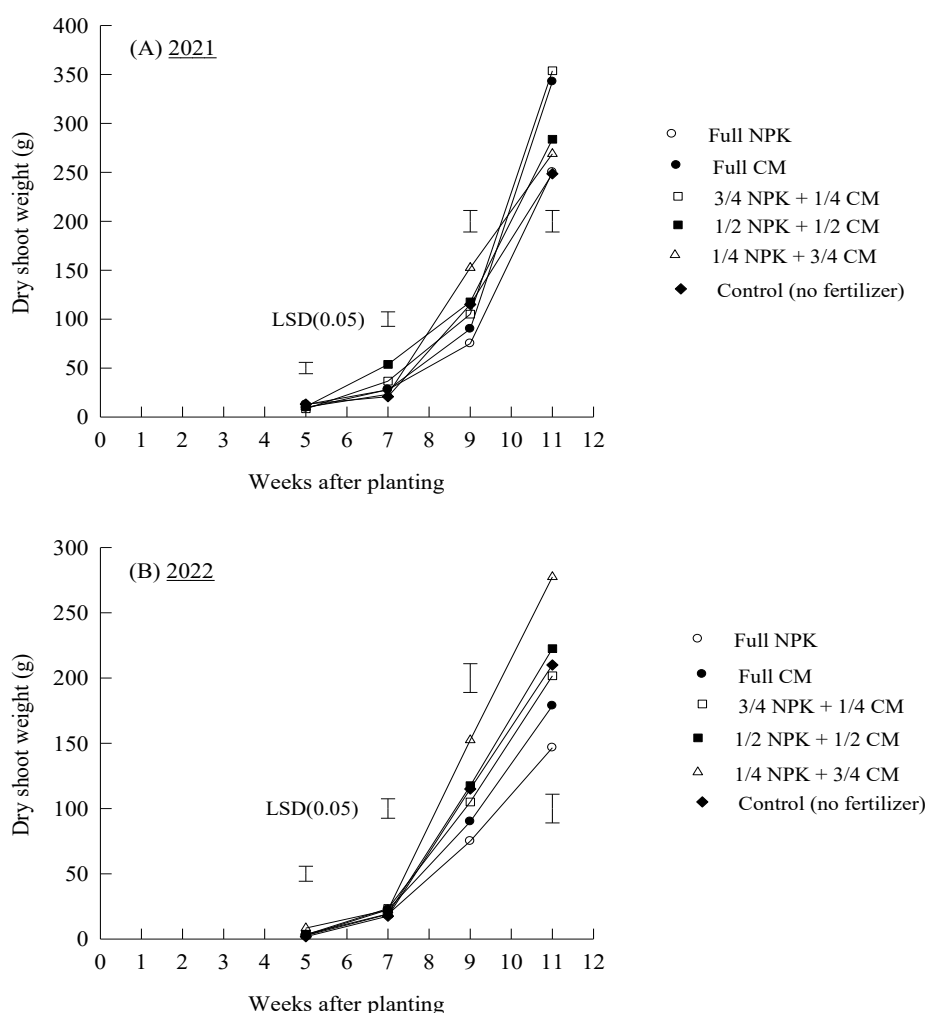 (A) 2021
Dry shoot weight (g)
400
350
300
250
200
150
100
50
0
LSD(0.05)
0 1 2 3 4 5 6 7 8 9 10 11 12
Weeks after planting
Full NPK
Full CM
3/4 NPK + 1/4 CM
1/2 NPK + 1/2 CM
1/4 NPK + 3/4 CM
Control (no fertilizer)
(B) 2022
Dry shoot weight (g)
300
250
200
150
100
50
0
LSD(0.05)
0 1 2 3 4 5 6 7 8 9 10 11 12
Weeks after planting
Full NPK
Full CM
3/4 NPK + 1/4 CM
1/2 NPK + 1/2 CM
1/4 NPK + 3/4 CM
Control (no fertilizer)